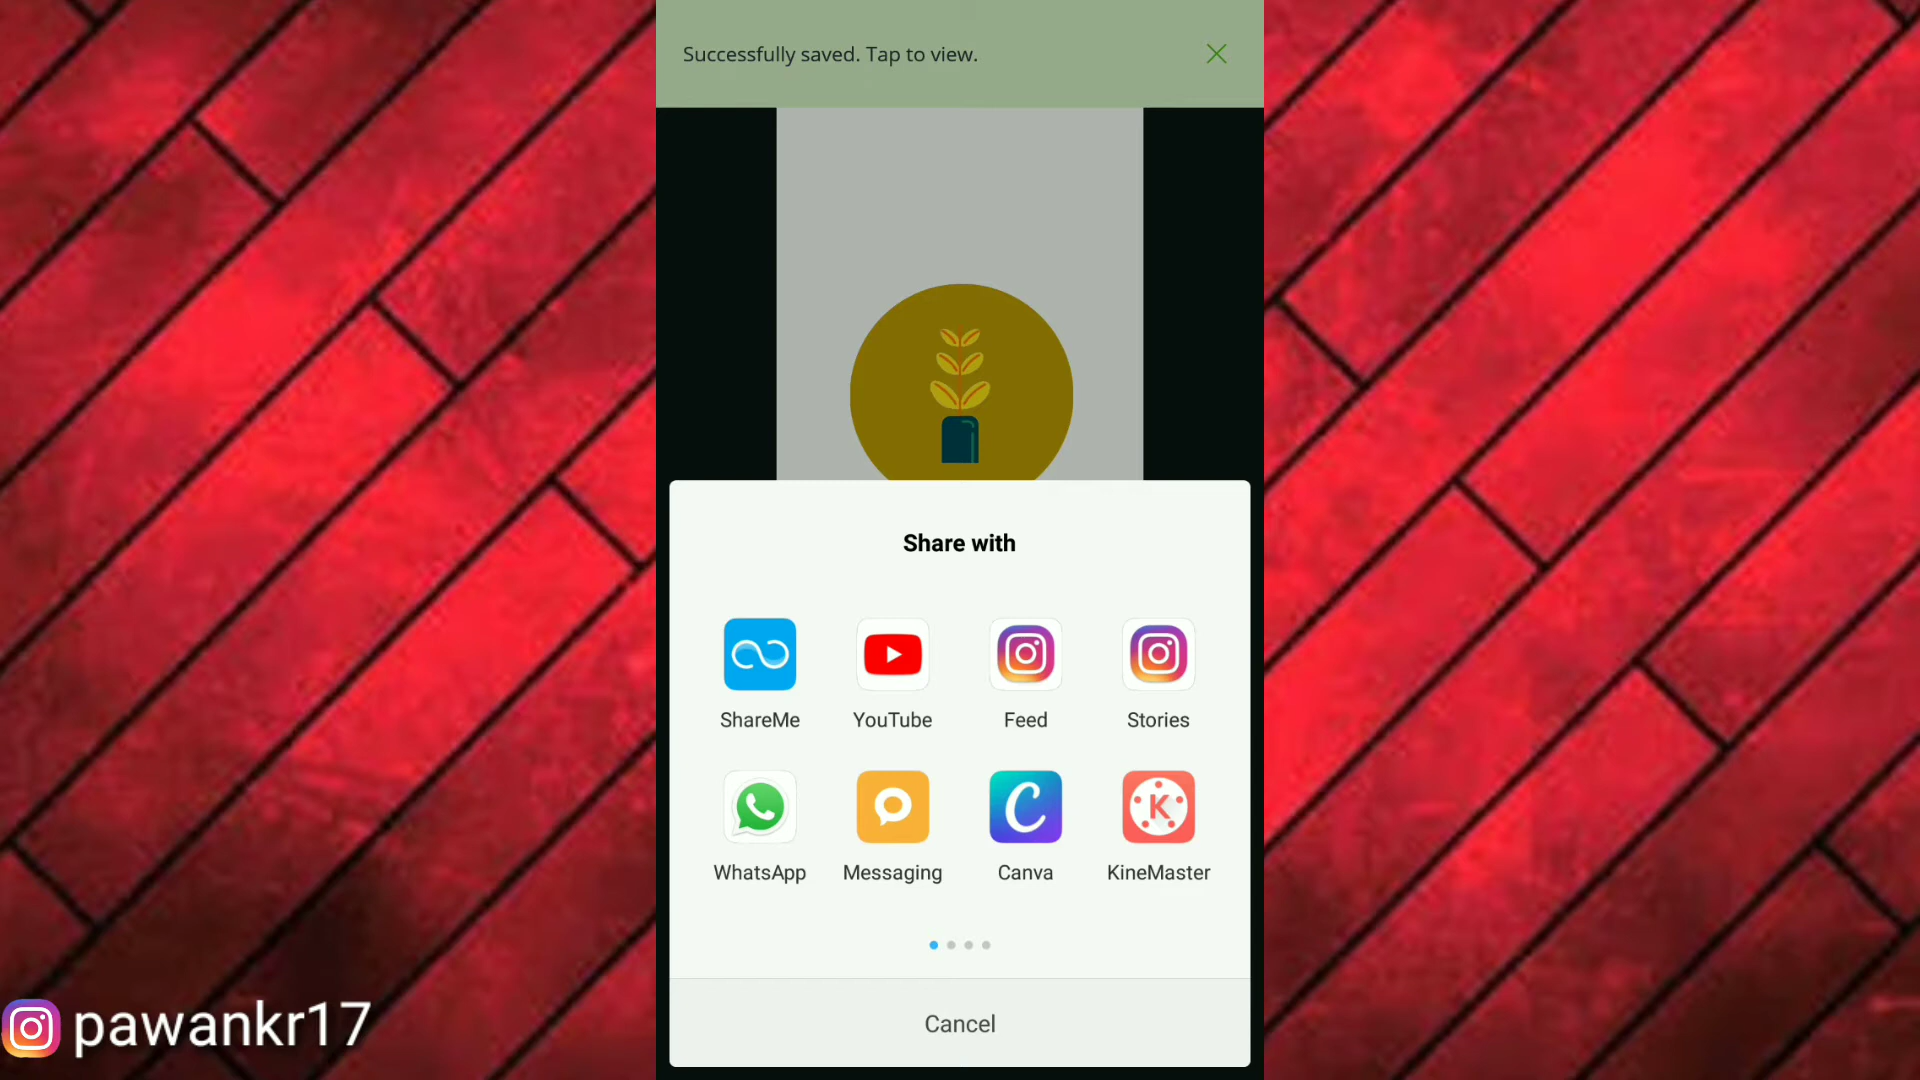 Successfully saved. Tap to view.
Share with
ShareMe
YouTube
Feed
Stories
WhatsApp
Messaging
Canva
KineMaster
Cancel
pawankr17